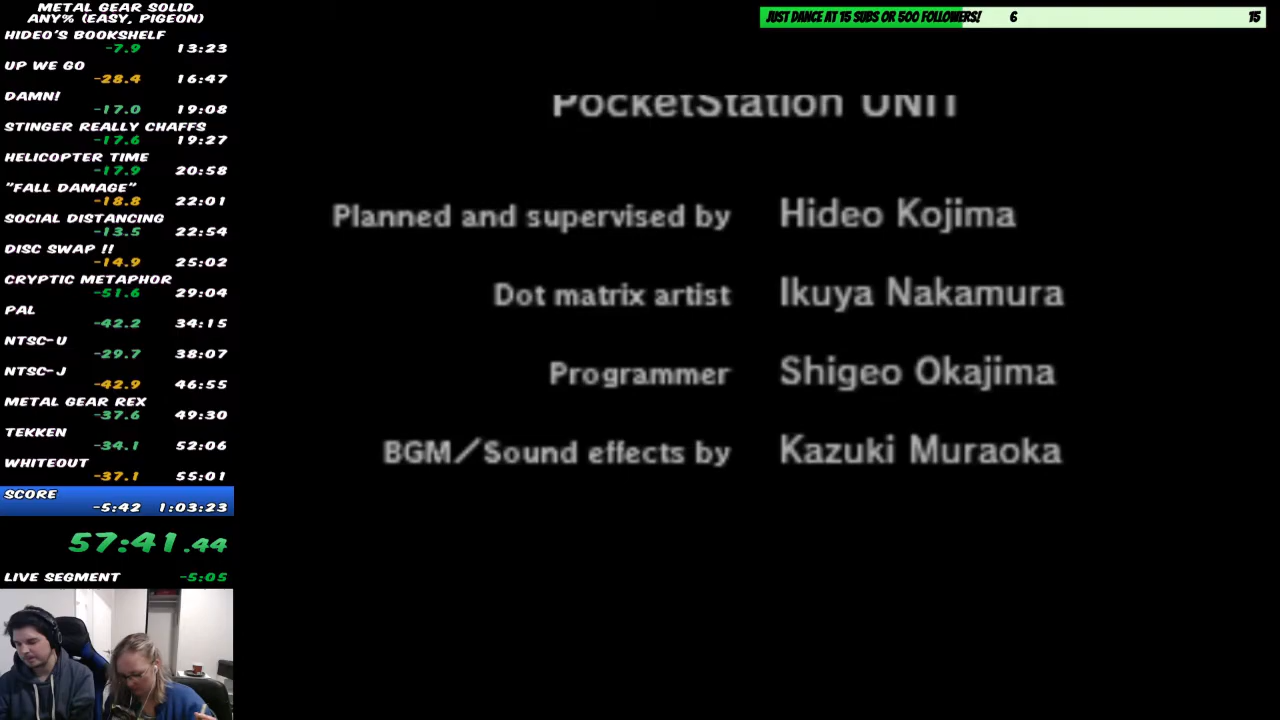 METAL GEAR SOLID
ANY% (EASY, PIGEON)
HIDEO'S BOOKSHELF
-7.9 13:23
UP WE GO
-28.4 16:47
DAMN!
-17.0 19:08
STINGER REALLY CHAFFS
-17.6 19:27
HELICOPTER TIME
-17.9 20:58
"FALL DAMAGE"
-18.8 22:01
SOCIAL DISTANCING
-13.5 22:54
DISC SWAP !!
-14.9 25:02
CRYPTIC METAPHOR
-51.6 29:04
PAL
-42.2 34:15
NTSC-U
-29.7 38:07
NTSC-J
-42.9 46:55
METAL GEAR REX
-37.6 49:30
TEKKEN
-34.1 52:06
WHITEOUT
-37.1 55:01
SCORE
-5:42 1:03:23
57:41.44
LIVE SEGMENT -5:05
JUST DANCE AT 15 SUBS OR 500 FOLLOWERS! 6 15
PocketStation UNIT
Planned and supervised by Hideo Kojima
Dot matrix artist Ikuya Nakamura
Programmer Shigeo Okajima
BGM/Sound effects by Kazuki Muraoka